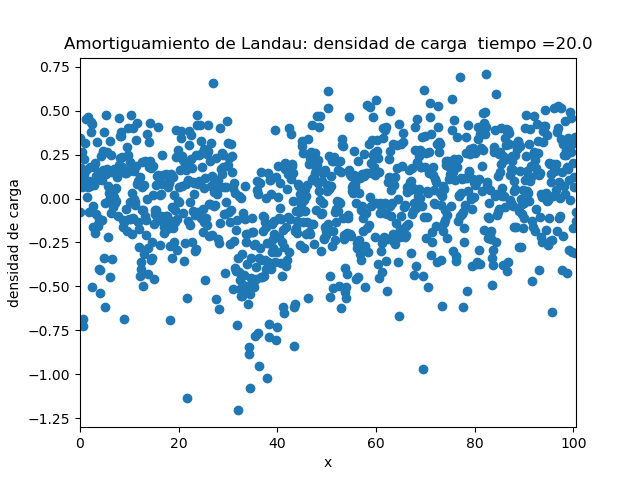 Amortiguamiento de Landau: densidad de carga  tiempo =20.0
0.75
0.50
0.25
0.00
−0.25
−0.50
−0.75
−1.00
−1.25
densidad de carga
0 20 40 60 80 100
x